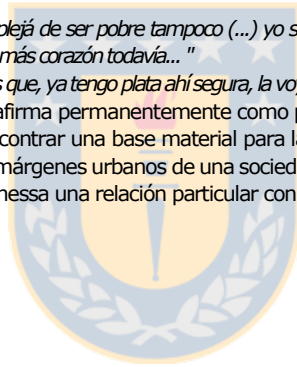 plejá de ser pobre tampoco (...) yo s
más corazón todavía... "
s que, ya tengo plata ahí segura, la voy
afirma permanentemente como p
contrar una base material para la
márgenes urbanos de una sociedad
nessa una relación particular con